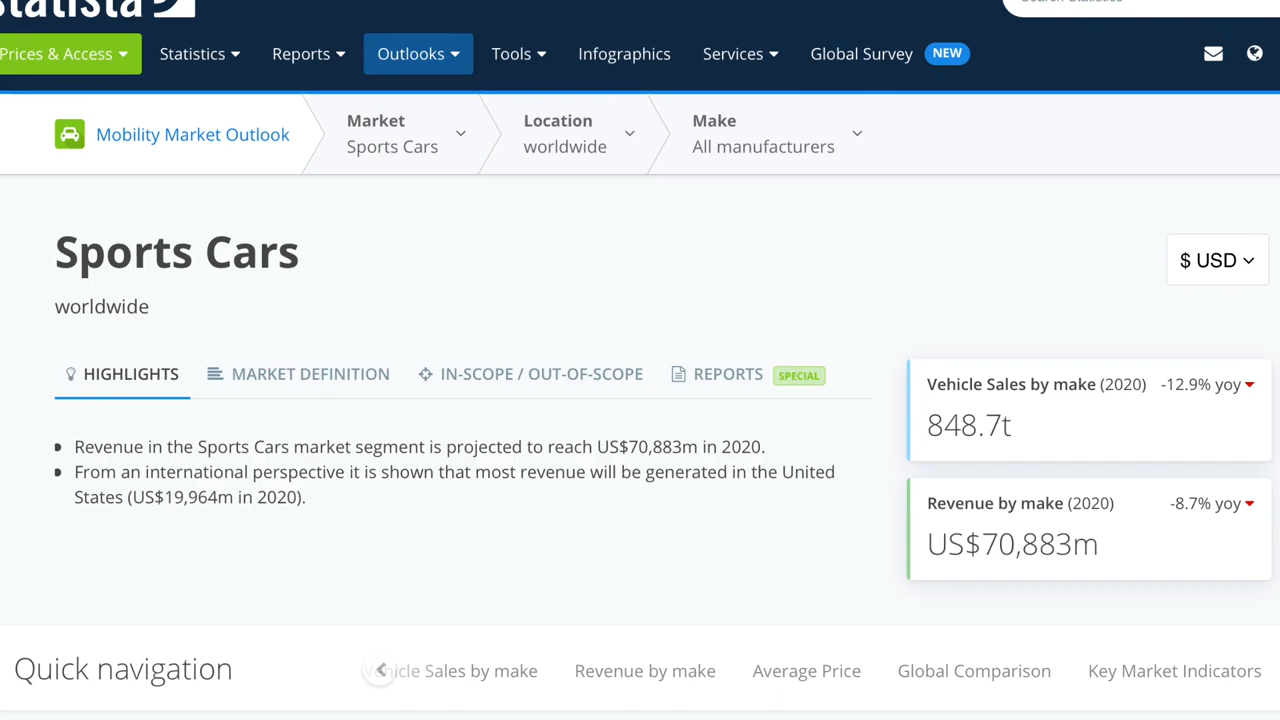 statista
Search Statistics
Prices & Access
Statistics
Reports
Outlooks
Tools
Infographics
Services
Global Survey
NEW
Mobility Market Outlook
Market
Sports Cars
Location
worldwide
Make
All manufacturers
Sports Cars
worldwide
$ USD
HIGHLIGHTS
MARKET DEFINITION
IN-SCOPE / OUT-OF-SCOPE
REPORTS
SPECIAL
Revenue in the Sports Cars market segment is projected to reach US$70,883m in 2020.
From an international perspective it is shown that most revenue will be generated in the United
States (US$19,964m in 2020).
Vehicle Sales by make (2020)
-12.9% yoy
848.7t
Revenue by make (2020)
-8.7% yoy
US$70,883m
Quick navigation
Vehicle Sales by make
Revenue by make
Average Price
Global Comparison
Key Market Indicators